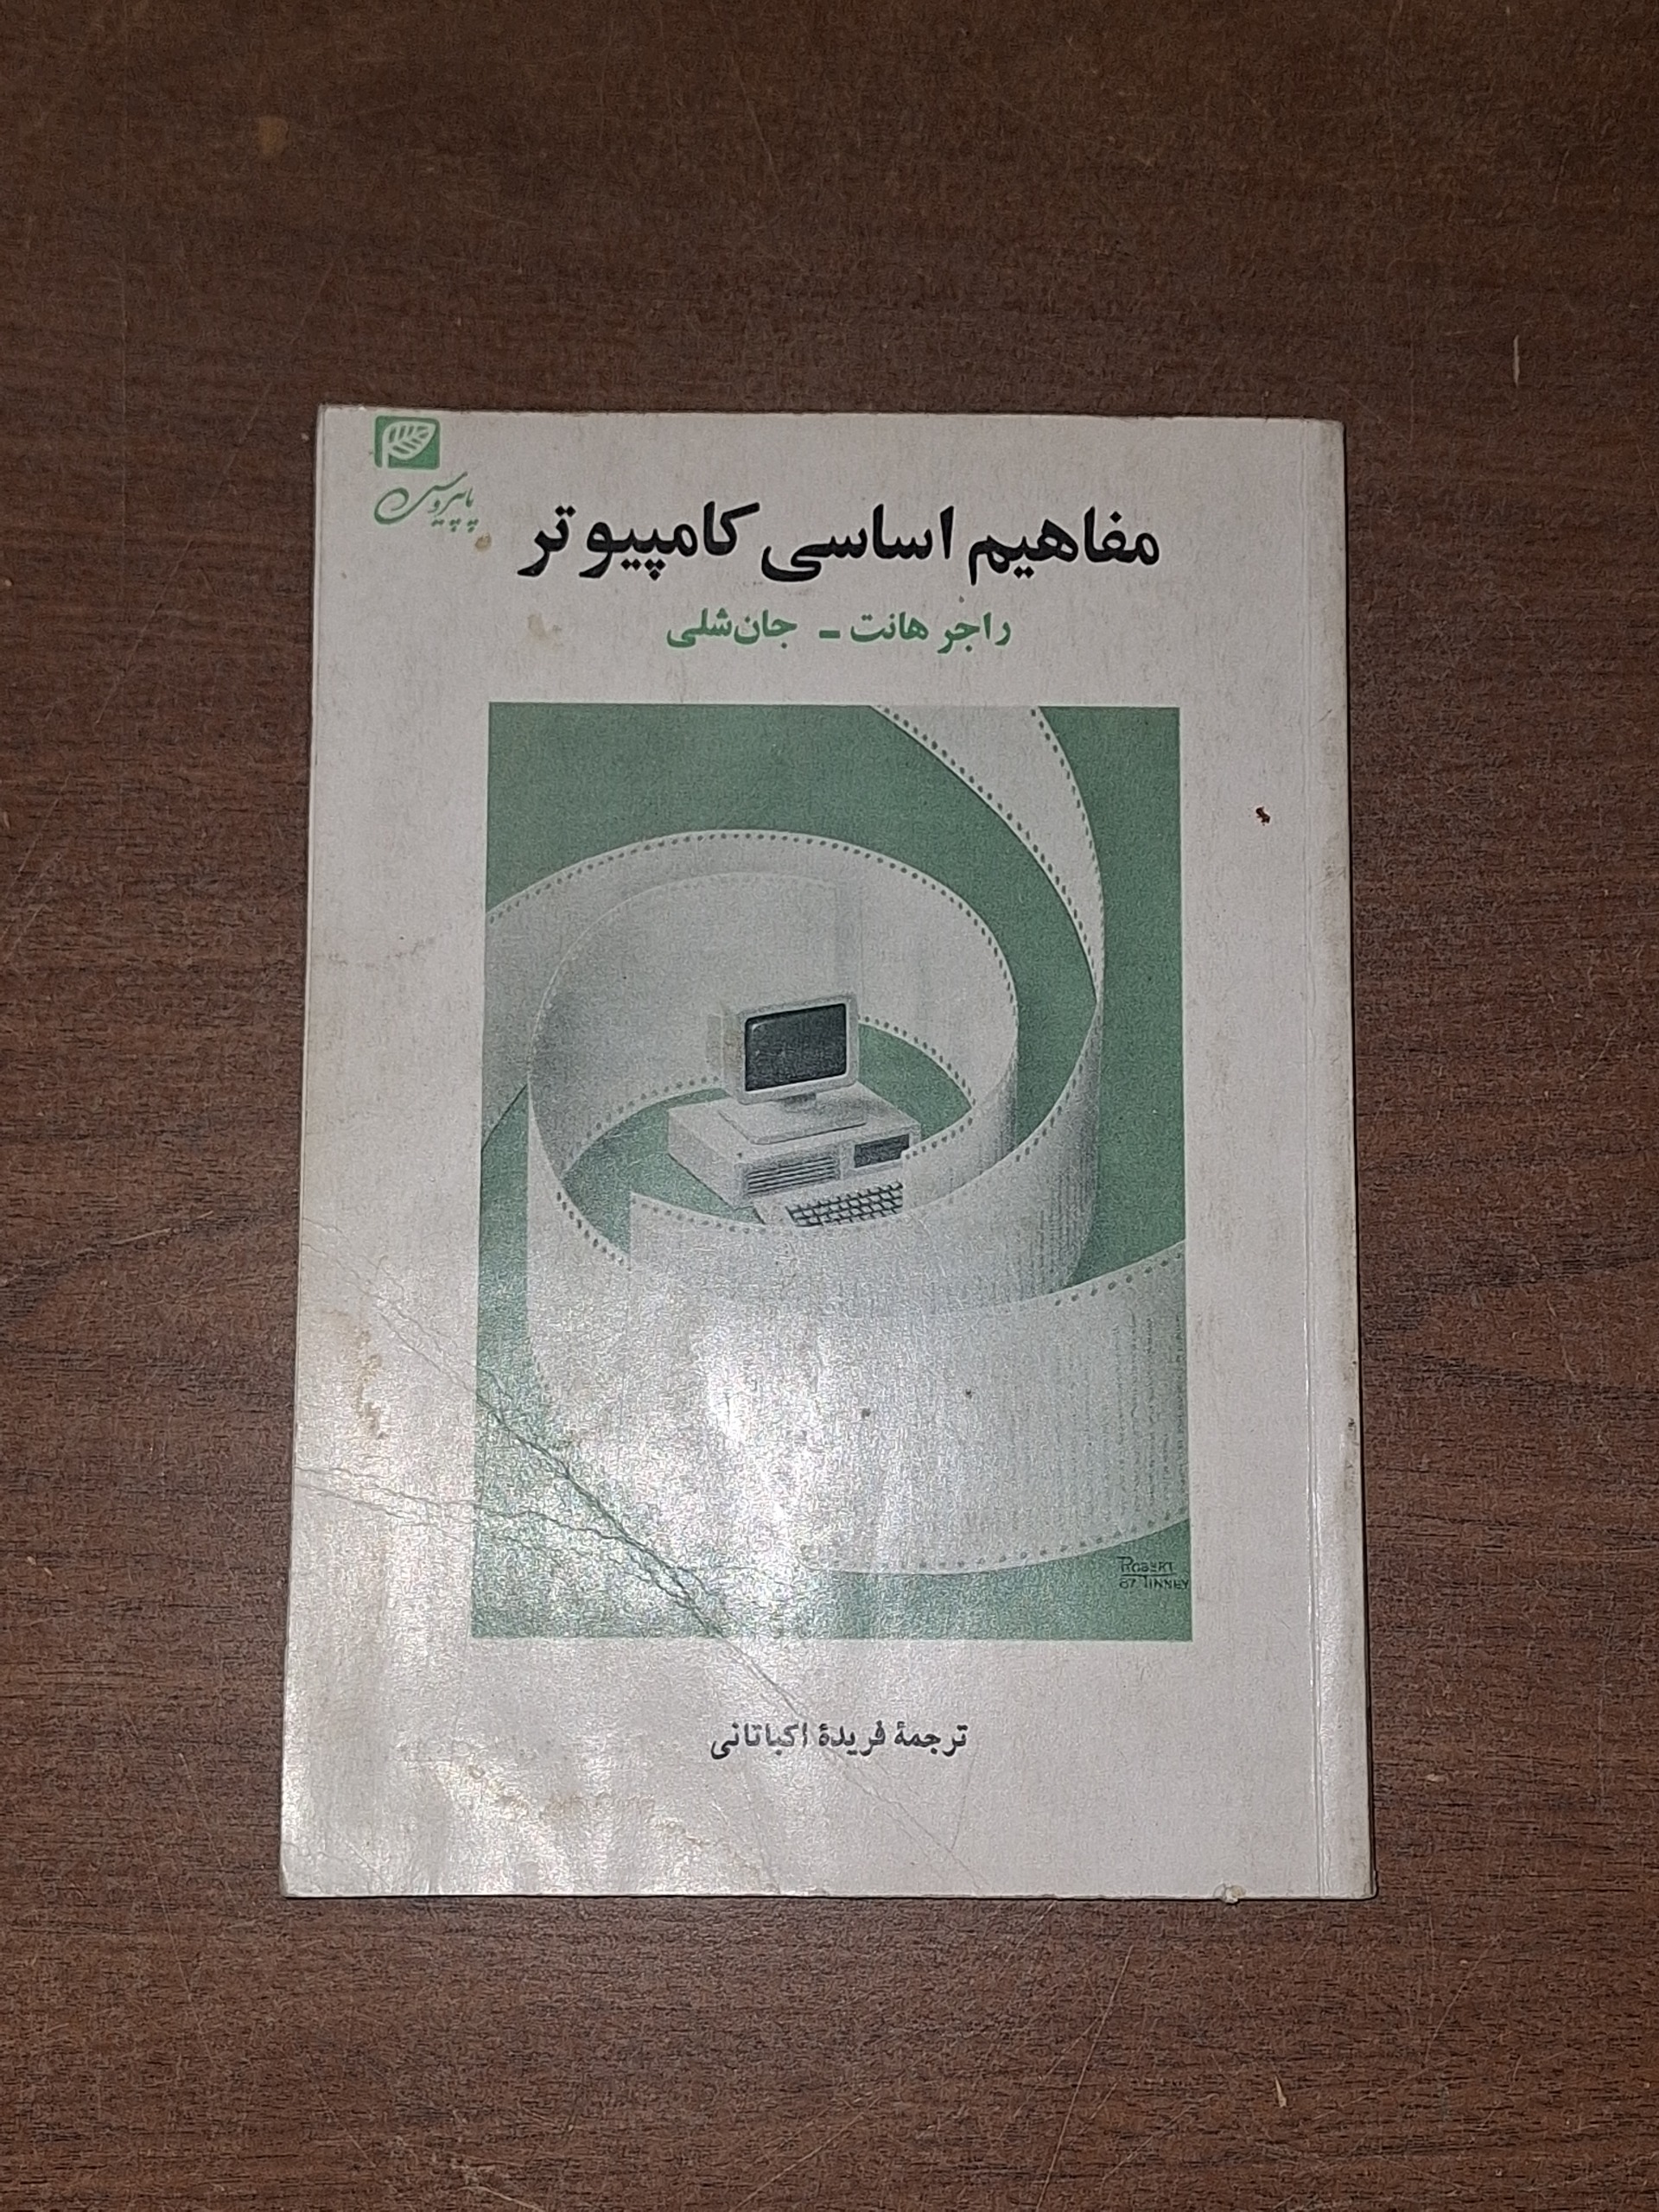 پاپیروس
مفاهیم اساسی کامپیوتر
راجر هانت ـ جان‌شلی
ROBERT
87 TINNEY
ترجمهٔ فریدهٔ اکباتانی